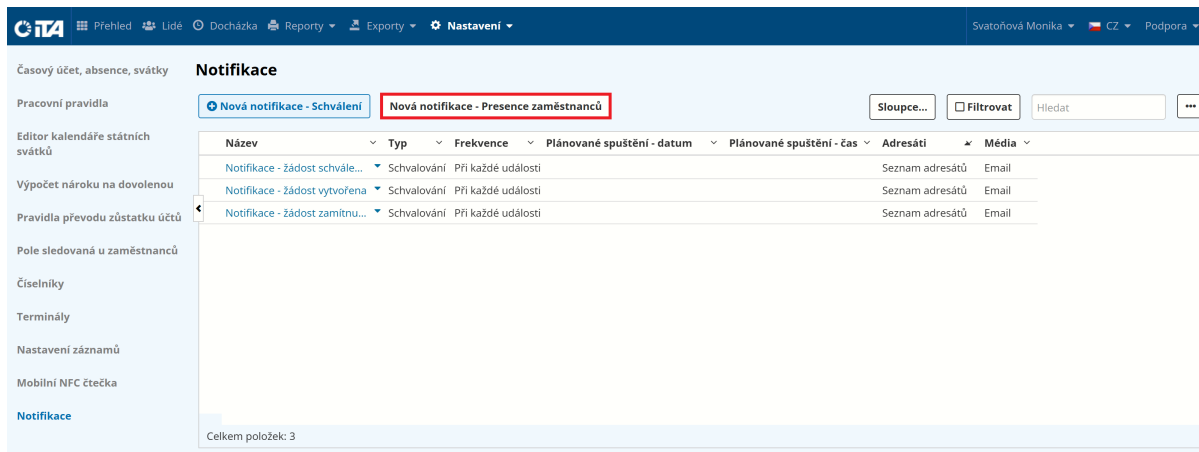 iTA Přehled Lidé Docházka Reporty Exporty Nastavení Svatoňová Monika CZ Podpora
Časový účet, absence, svátky
Pracovní pravidla
Editor kalendáře státních
svátků
Výpočet nároku na dovolenou
Pravidla převodu zůstatku účtů
Pole sledovaná u zaměstnanců
Číselníky
Terminály
Nastavení záznamů
Mobilní NFC čtečka
Notifikace
Notifikace
Nová notifikace - Schválení Nová notifikace - Presence zaměstnanců Sloupce... Filtrovat Hledat ...
Název Typ Frekvence Plánované spuštění - datum Plánované spuštění - čas Adresáti Média
Notifikace - žádost schvále... Schvalování Při každé události Seznam adresátů Email
Notifikace - žádost vytvořena Schvalování Při každé události Seznam adresátů Email
Notifikace - žádost zamítnu... Schvalování Při každé události Seznam adresátů Email
Celkem položek: 3